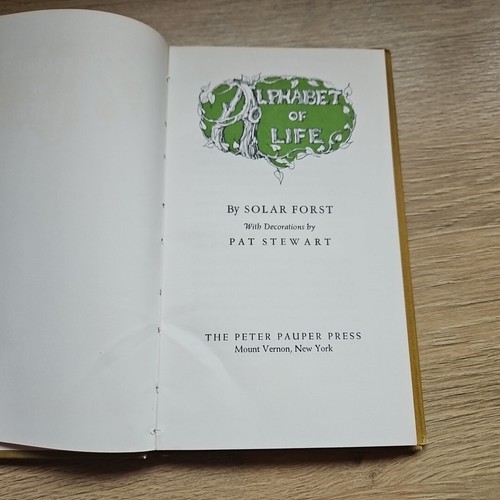 ALPHABET
OF
LIFE
By SOLAR FORST
With Decorations by
PAT STEWART
THE PETER PAUPER PRESS
Mount Vernon, New York